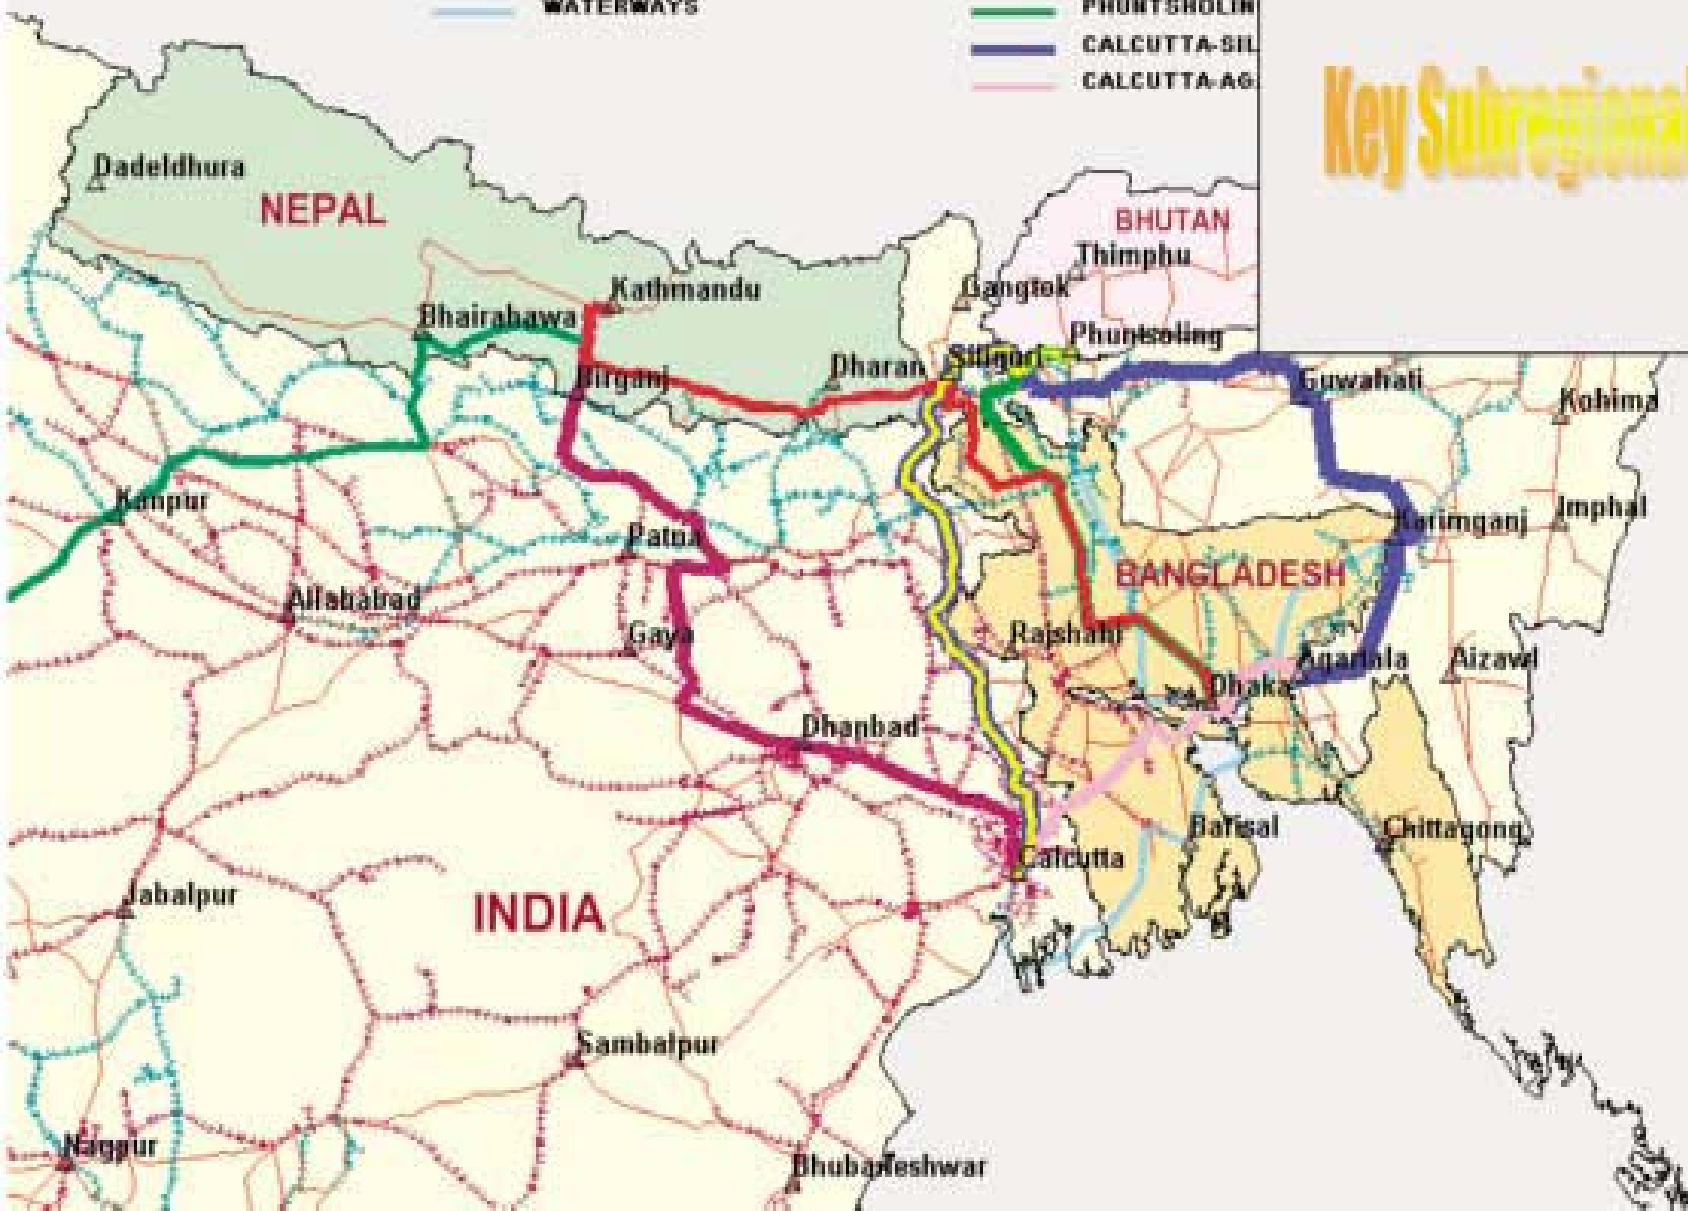 WATERWAYS
PHUNTSHOLIN
CALCUTTA-SIL
CALCUTTA-AG
Key Subregional
Dadeldhura
NEPAL
BHUTAN
Thimphu
Kathmandu
Gangtok
Bhairahawa
Phuntsoling
Siliguri
Birganj
Dharan
Guwahati
Kohima
Kanpur
Imphal
Karimganj
Patna
BANGLADESH
Allahabad
Gaya
Rajshahi
Agartala
Aizawl
Dhaka
Dhanbad
Barisal
Chittagong
Calcutta
Jabalpur
INDIA
Sambalpur
Nagpur
Bhubaneshwar